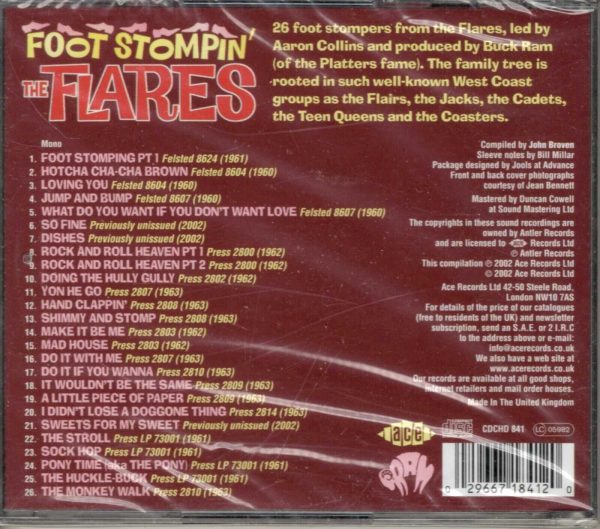 FOOT STOMPIN'
THE FLARES
26 foot stompers from the Flares, led by
Aaron Collins and produced by Buck Ram
(of the Platters fame). The family tree is
rooted in such well-known West Coast
groups as the Flairs, the Jacks, the Cadets,
the Teen Queens and the Coasters.
Mono
1. FOOT STOMPING PT 1 Felsted 8624 (1961)
2. HOTCHA CHA-CHA BROWN Felsted 8604 (1960)
3. LOVING YOU Felsted 8604 (1960)
4. JUMP AND BUMP Felsted 8607 (1960)
5. WHAT DO YOU WANT IF YOU DON'T WANT LOVE Felsted 8607 (1960)
6. SO FINE Previously unissued (2002)
7. DISHES Previously unissued (2002)
8. ROCK AND ROLL HEAVEN PT 1 Press 2800 (1962)
9. ROCK AND ROLL HEAVEN PT 2 Press 2800 (1962)
10. DOING THE HULLY GULLY Press 2802 (1962)
11. YON HE GO Press 2807 (1963)
12. HAND CLAPPIN' Press 2808 (1963)
13. SHIMMY AND STOMP Press 2808 (1963)
14. MAKE IT BE ME Press 2803 (1962)
15. MAD HOUSE Press 2803 (1962)
16. DO IT WITH ME Press 2807 (1963)
17. DO IT IF YOU WANNA Press 2810 (1963)
18. IT WOULDN'T BE THE SAME Press 2809 (1963)
19. A LITTLE PIECE OF PAPER Press 2809 (1963)
20. I DIDN'T LOSE A DOGGONE THING Press 2814 (1963)
21. SWEETS FOR MY SWEET Previously unissued (2002)
22. THE STROLL Press LP 73001 (1961)
23. SOCK HOP Press LP 73001 (1961)
24. PONY TIME (aka THE PONY) Press LP 73001 (1961)
25. THE HUCKLE-BUCK Press LP 73001 (1961)
26. THE MONKEY WALK Press 2810 (1963)
Compiled by John Broven
Sleeve notes by Bill Millar
Package designed by Jools at Advance
Front and back cover photographs
courtesy of Jean Bennett
Mastered by Duncan Cowell
at Sound Mastering Ltd
The copyrights in these sound recordings are
owned by Antler Records
and are licensed to ace Records Ltd
℗ Antler Records
This compilation ℗ 2002 Ace Records Ltd
© 2002 Ace Records Ltd
Ace Records Ltd 42-50 Steele Road,
London NW10 7AS
For details of the price of our catalogues
(free to residents of the UK) and newsletter
subscription, send an S.A.E. or 2 I.R.C
to the address above or e-mail:
info@acerecords.co.uk
We also have a web site at
www.acerecords.co.uk
Our records are available at all good shops,
internet retailers and mail order houses.
Made In The United Kingdom
ace
COMPACT disc DIGITAL AUDIO
CDCHD 841
LC 05982
PRAM
0 29667 18412 0